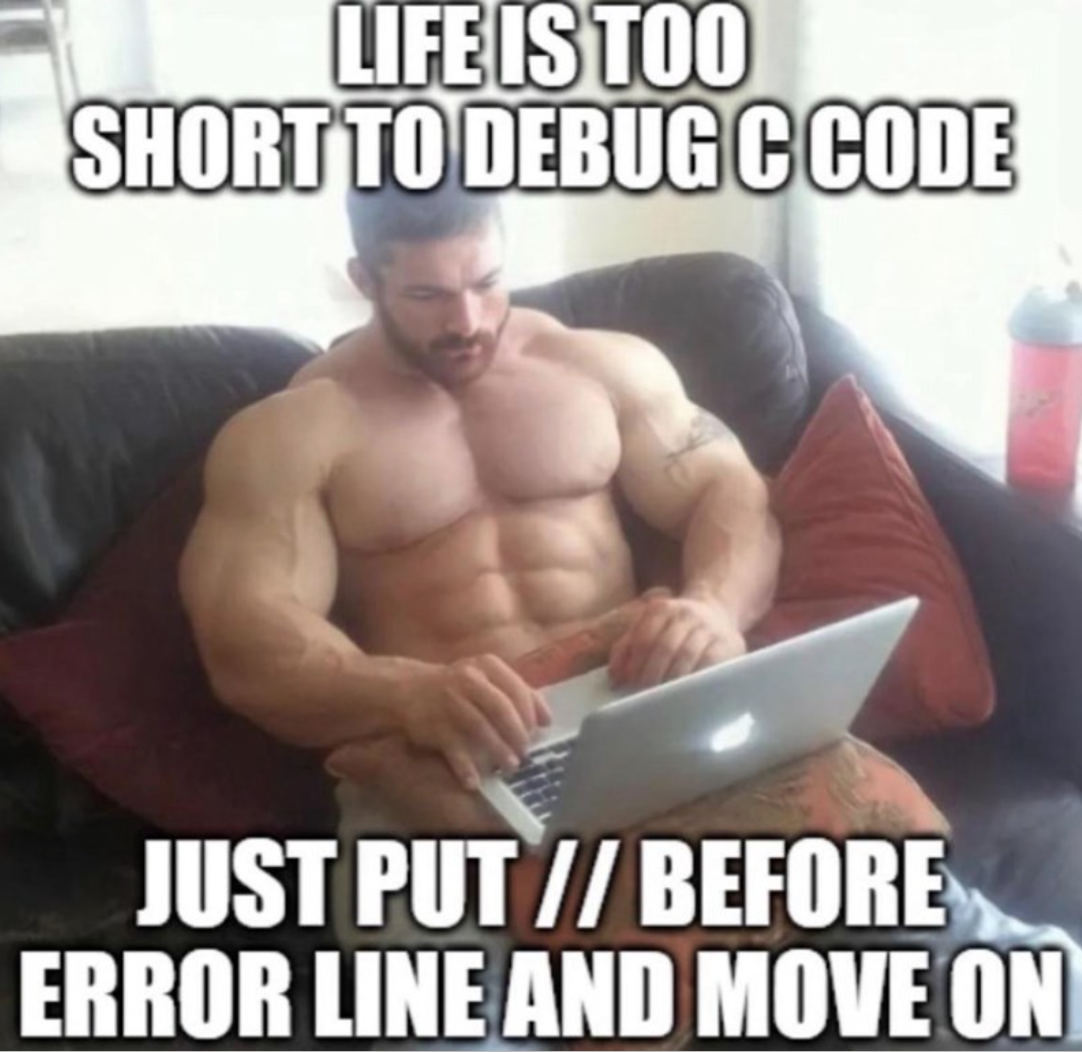 LIFE IS TOO
SHORT TO DEBUG C CODE
JUST PUT // BEFORE
ERROR LINE AND MOVE ON